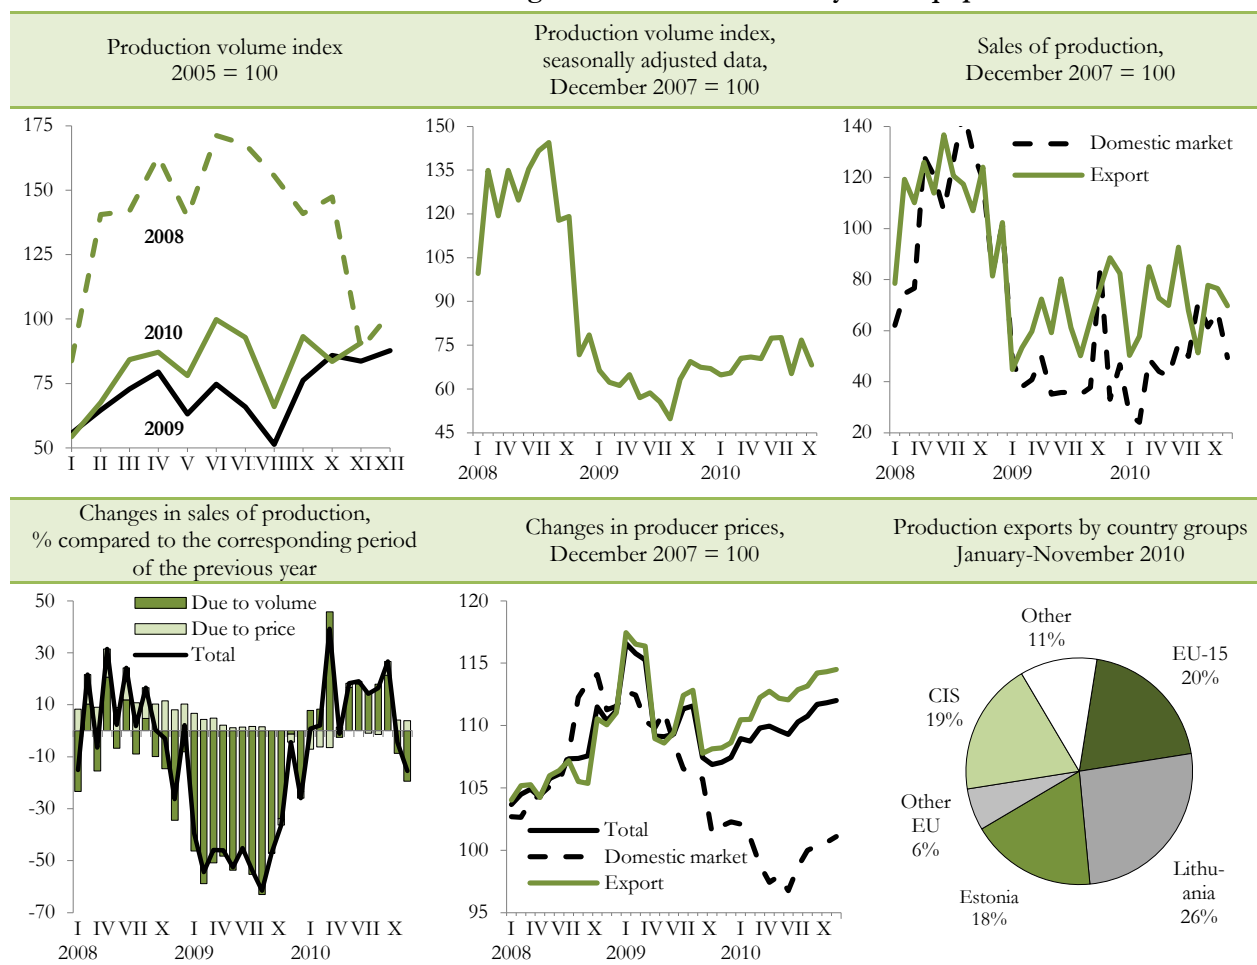 Production volume index
2005 = 100
Production volume index,
seasonally adjusted data,
December 2007 = 100
Sales of production,
December 2007 = 100
175
150
125
100
75
50
2008
2010
2009
I II III IV V VI VII VIII IX X XI XII
150
135
120
105
90
75
60
45
I IV VII X I IV VII X I IV VII X
2008 2009 2010
140
120
100
80
60
40
20
Domestic market
Export
I IV VII X I IV VII X I IV VII X
2008 2009 2010
Changes in sales of production,
% compared to the corresponding period
of the previous year
Changes in producer prices,
December 2007 = 100
Production exports by country groups
January-November 2010
50
30
10
-10
-30
-50
-70
Due to volume
Due to price
Total
I IV VII X I IV VII X I IV VII X
2008 2009 2010
120
115
110
105
100
95
Total
Domestic market
Export
I IV VII X I IV VII X I IV VII X
2008 2009 2010
Other
11%
EU-15
20%
CIS
19%
Other
EU
6%
Estonia
18%
Lithu-
ania
26%